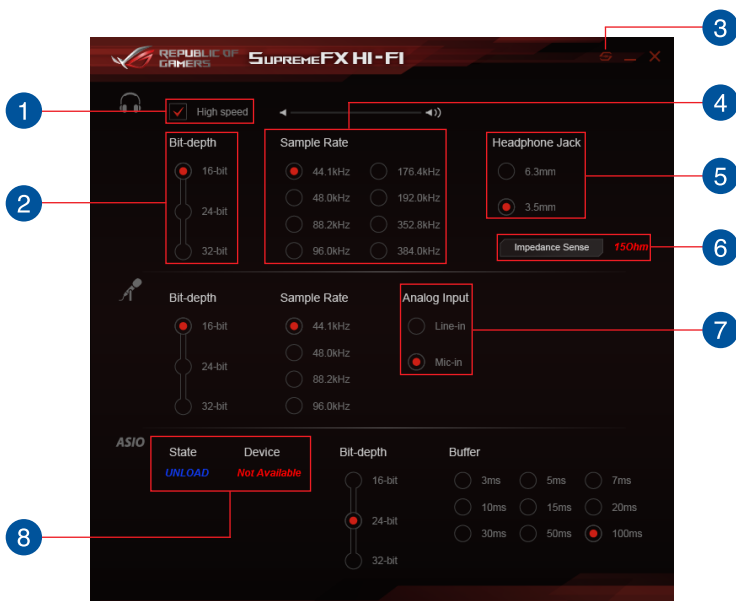 3
REPUBLIC OF
GAMERS
SUPREMEFX HI-FI
1
High speed
4
Bit-depth
Sample Rate
Headphone Jack
16-bit
44.1kHz
176.4kHz
6.3mm
5
2
24-bit
48.0kHz
192.0kHz
3.5mm
88.2kHz
352.8kHz
32-bit
96.0kHz
384.0kHz
Impedance Sense
15Ohm
6
Bit-depth
Sample Rate
Analog Input
16-bit
44.1kHz
Line-in
7
48.0kHz
24-bit
Mic-in
88.2kHz
32-bit
96.0kHz
ASIO
State
Device
Bit-depth
Buffer
UNLOAD
Not Available
16-bit
3ms
5ms
7ms
10ms
15ms
20ms
24-bit
8
30ms
50ms
100ms
32-bit